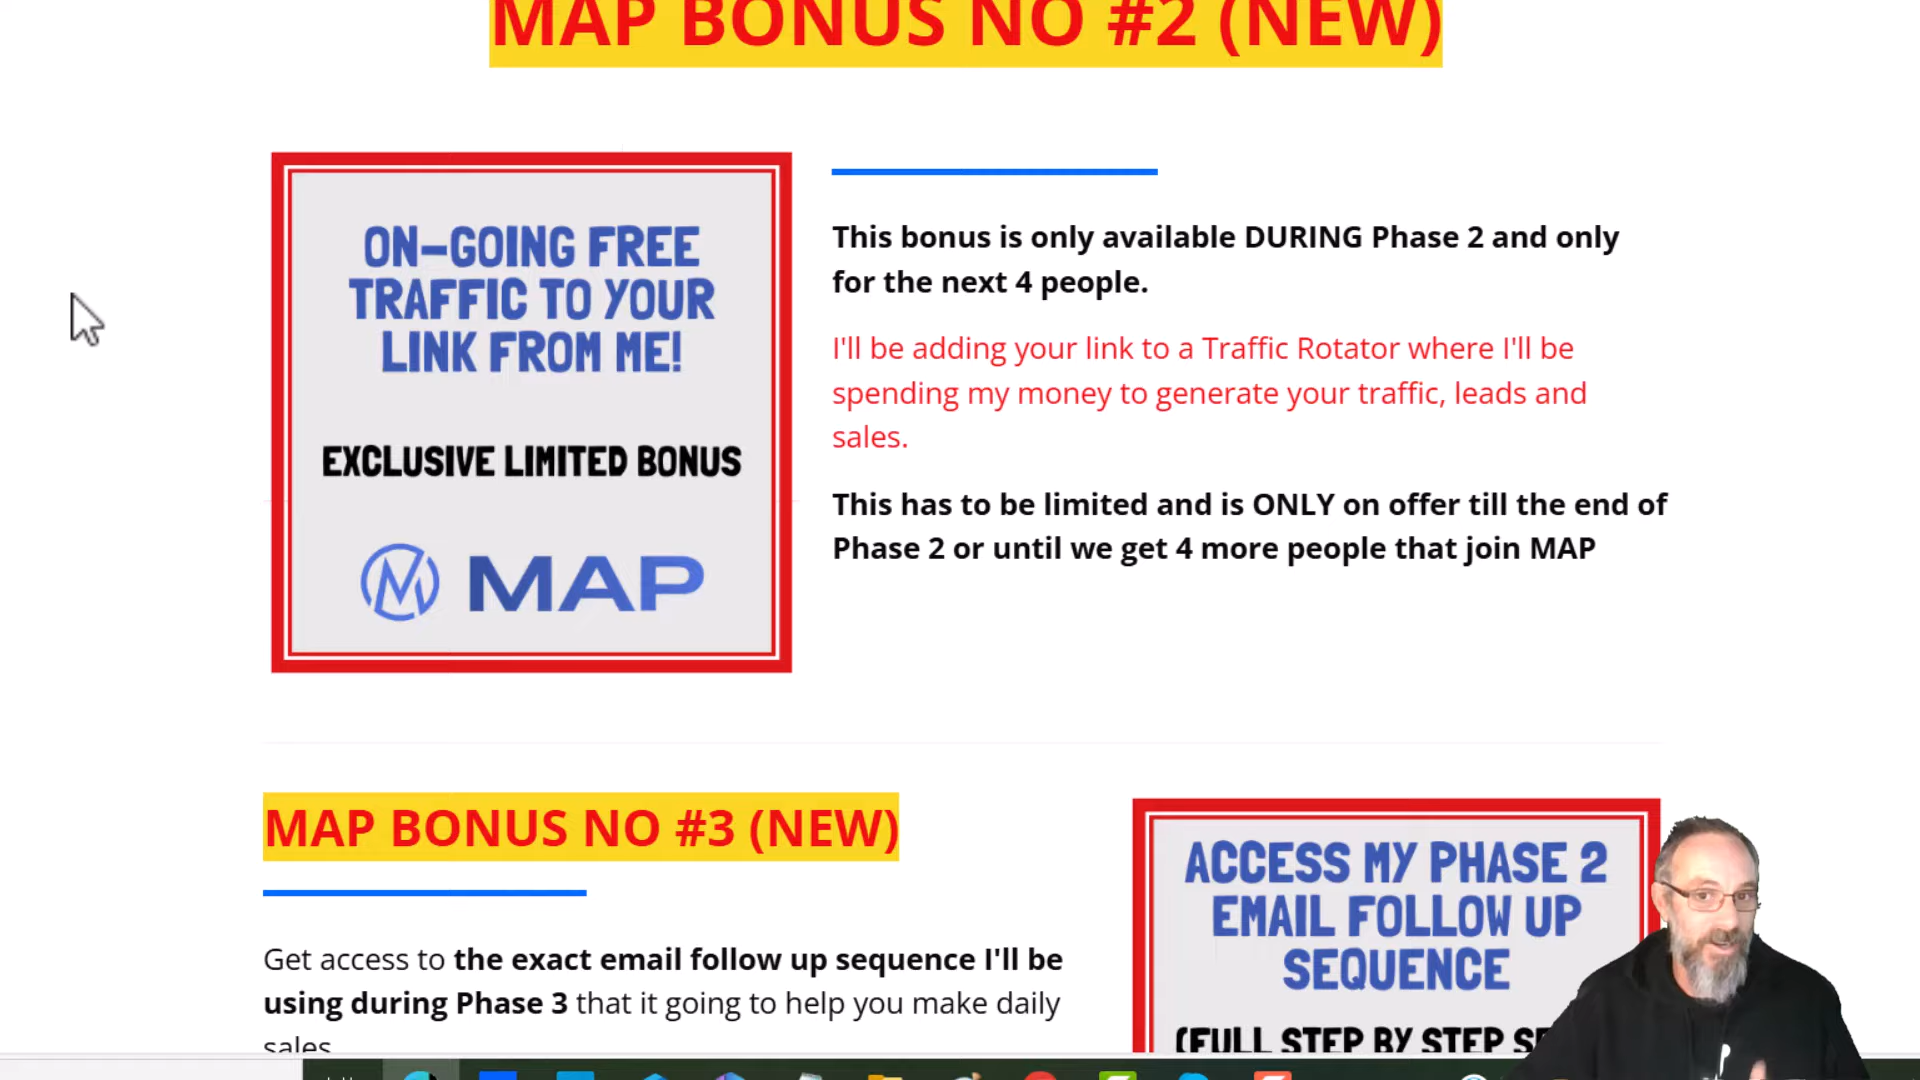 MAP BONUS NO #2 (NEW)
ON-GOING FREE
TRAFFIC TO YOUR
LINK FROM ME!
EXCLUSIVE LIMITED BONUS
MAP
This bonus is only available DURING Phase 2 and only
for the next 4 people.
I'll be adding your link to a Traffic Rotator where I'll be
spending my money to generate your traffic, leads and
sales.
This has to be limited and is ONLY on offer till the end of
Phase 2 or until we get 4 more people that join MAP
MAP BONUS NO #3 (NEW)
Get access to the exact email follow up sequence I'll be
using during Phase 3 that it going to help you make daily
sales
ACCESS MY PHASE 2
EMAIL FOLLOW UP
SEQUENCE
(FULL STEP BY STEP